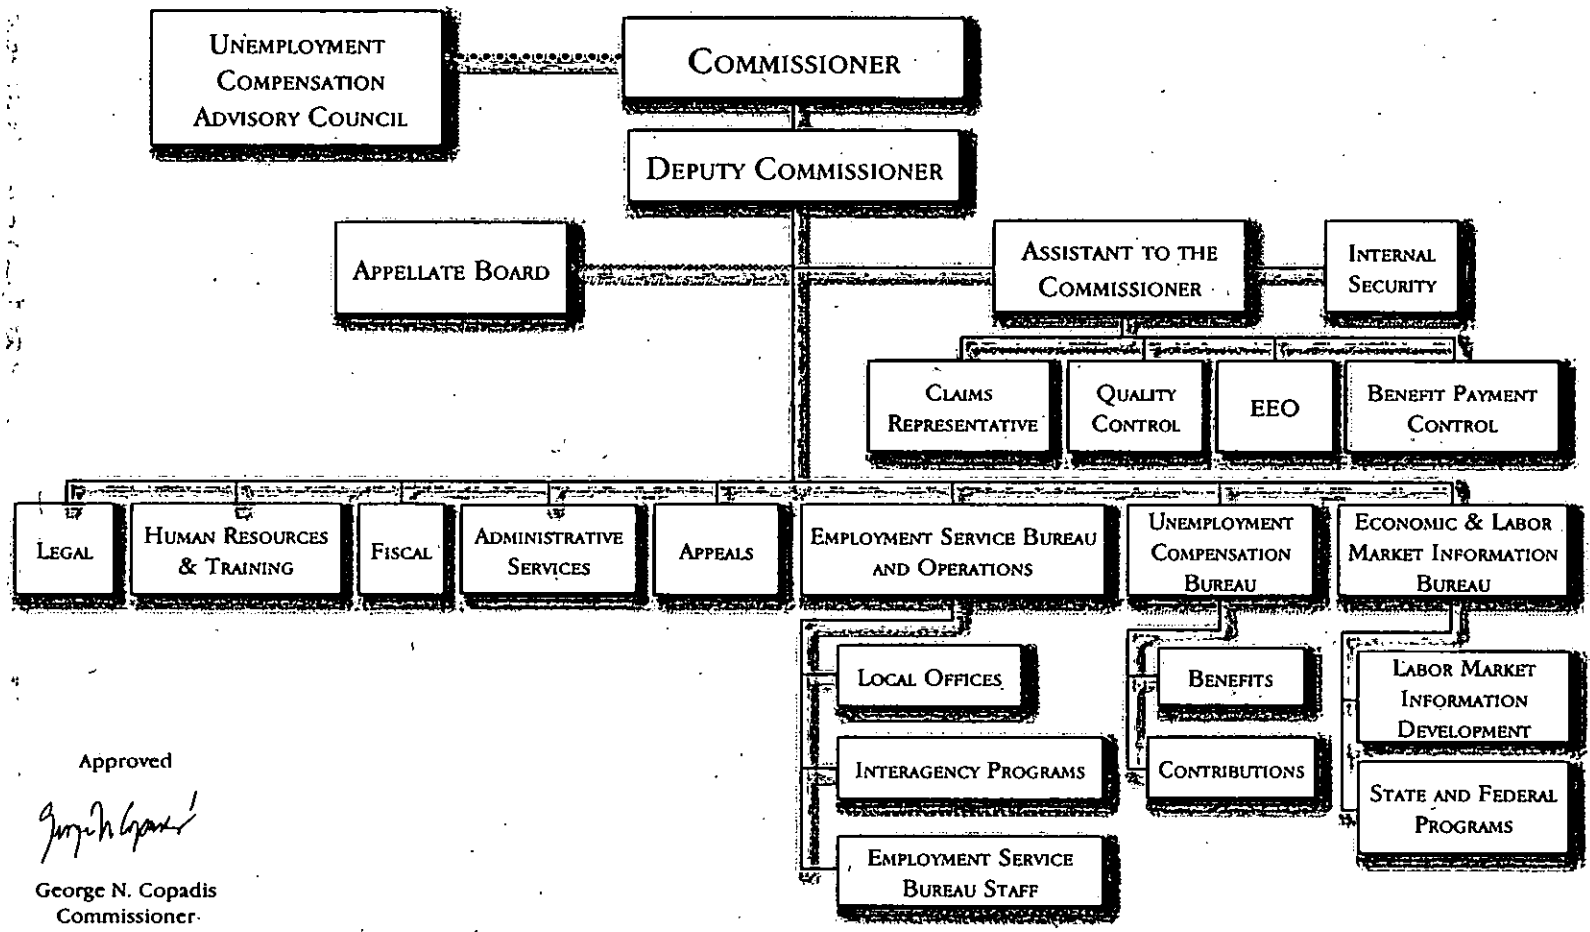 UNEMPLOYMENT
COMPENSATION
ADVISORY COUNCIL
COMMISSIONER
DEPUTY COMMISSIONER
APPELLATE BOARD
ASSISTANT TO THE
COMMISSIONER
INTERNAL
SECURITY
CLAIMS
REPRESENTATIVE
QUALITY
CONTROL
EEO
BENEFIT PAYMENT
CONTROL
LEGAL
HUMAN RESOURCES
& TRAINING
FISCAL
ADMINISTRATIVE
SERVICES
APPEALS
EMPLOYMENT SERVICE BUREAU
AND OPERATIONS
UNEMPLOYMENT
COMPENSATION
BUREAU
ECONOMIC & LABOR
MARKET INFORMATION
BUREAU
LOCAL OFFICES
INTERAGENCY PROGRAMS
EMPLOYMENT SERVICE
BUREAU STAFF
BENEFITS
CONTRIBUTIONS
LABOR MARKET
INFORMATION
DEVELOPMENT
STATE AND FEDERAL
PROGRAMS
Approved
George N. Copadis
George N. Copadis
Commissioner